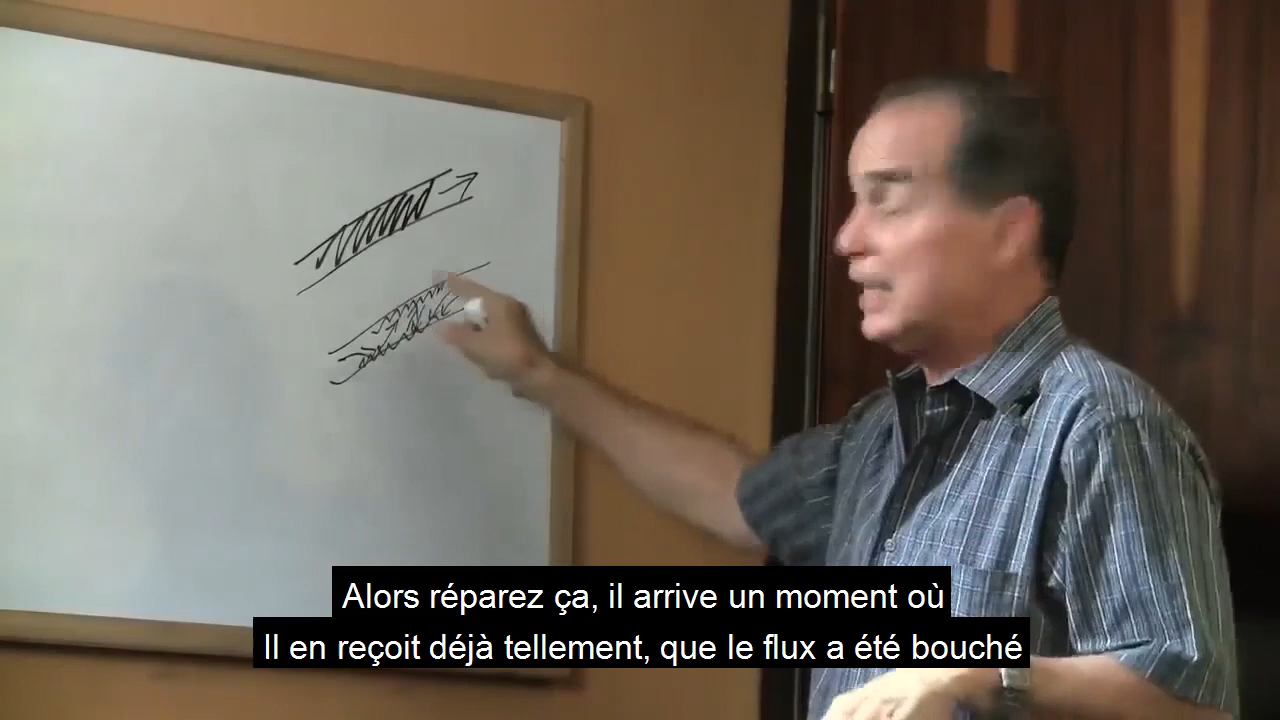 Alors réparez ça, il arrive un moment où
Il en reçoit déjà tellement, que le flux a été bouché